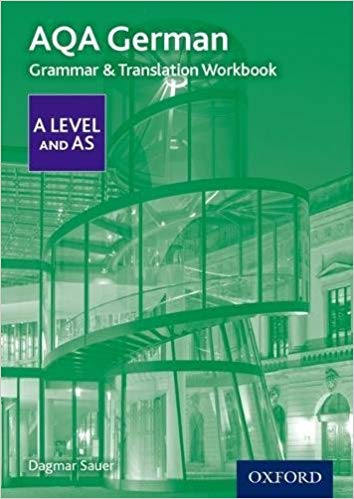 AQA German
Grammar & Translation Workbook
A LEVEL
AND AS
Dagmar Sauer
OXFORD